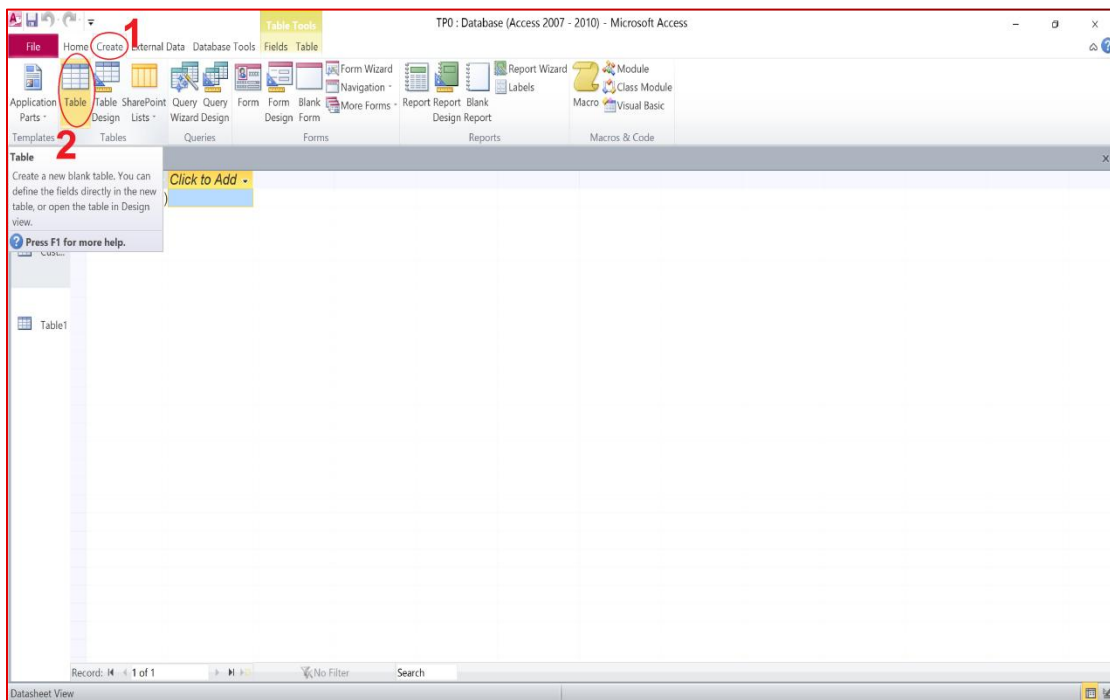 TP0 : Database (Access 2007 - 2010) - Microsoft Access
Table Tools
1
File Home Create External Data Database Tools Fields Table
Application Parts
Table
Table Design
SharePoint Lists
Query Wizard
Query Design
Form
Form Design
Blank Form
Form Wizard
Navigation
More Forms
Report
Report Design
Blank Report
Report Wizard
Labels
Macro
Module
Class Module
Visual Basic
Templates Tables Queries Forms Reports Macros & Code
2
Table
Create a new blank table. You can
define the fields directly in the new
table, or open the table in Design
view.
Press F1 for more help.
Click to Add
)
Cust...
Table1
Record: 1 of 1 No Filter Search
Datasheet View